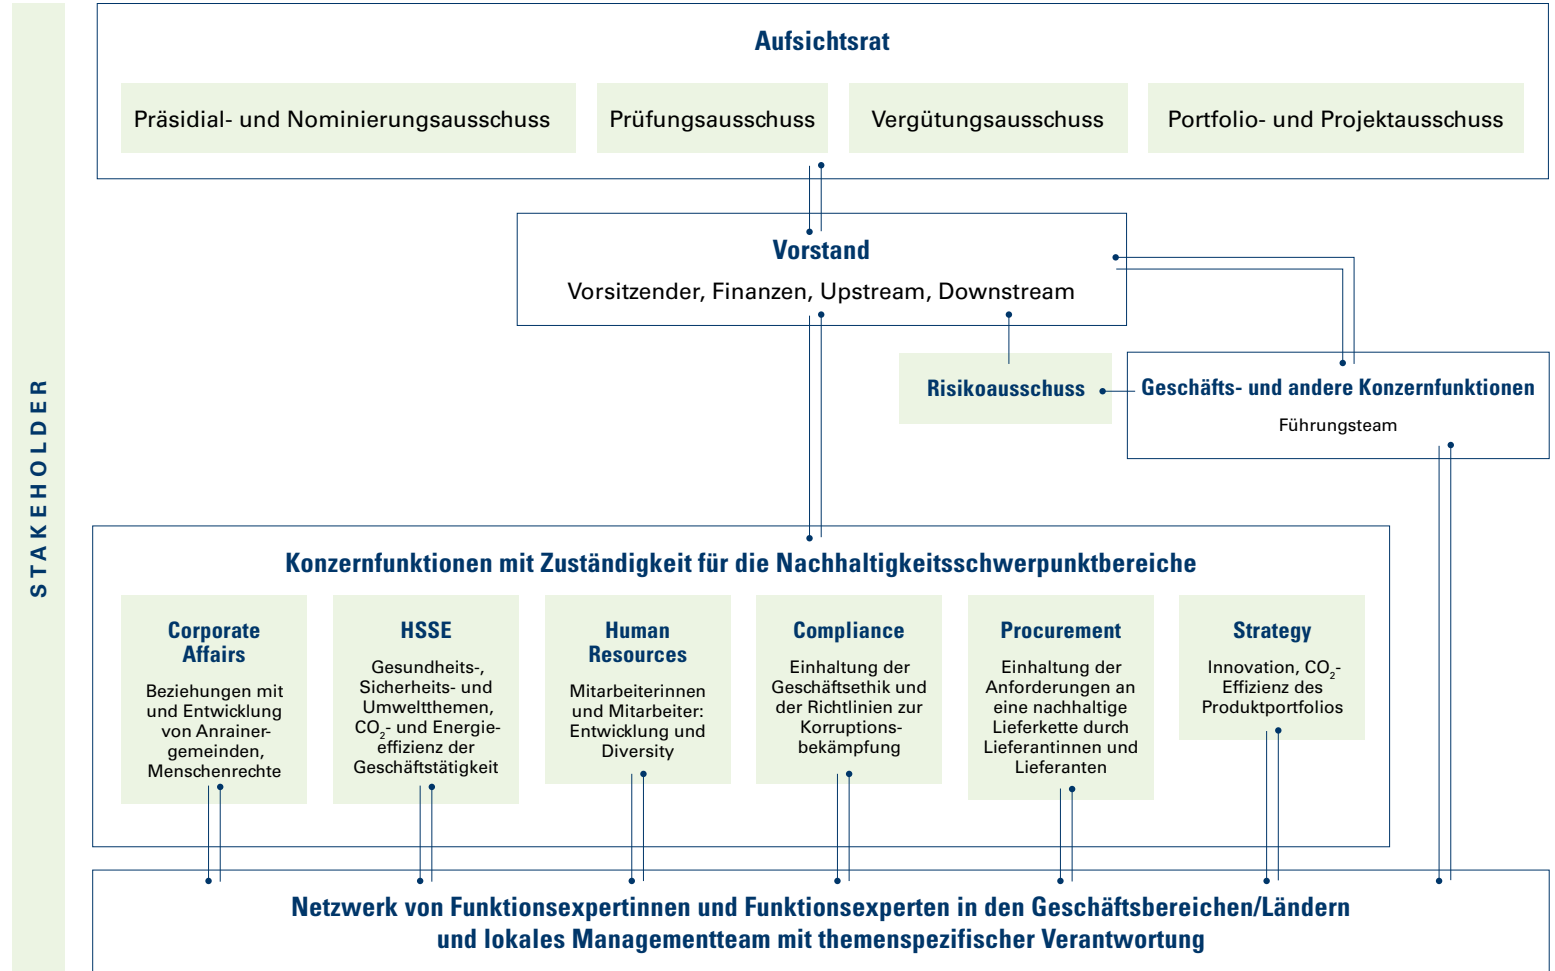 STAKEHOLDER
Aufsichtsrat
Präsidial- und Nominierungsausschuss
Prüfungsausschuss
Vergütungsausschuss
Portfolio- und Projektausschuss
Vorstand
Vorsitzender, Finanzen, Upstream, Downstream
Risikoausschuss
Geschäfts- und andere Konzernfunktionen
Führungsteam
Konzernfunktionen mit Zuständigkeit für die Nachhaltigkeitsschwerpunktbereiche
Corporate
Affairs
Beziehungen mit
und Entwicklung
von Anrainer-
gemeinden,
Menschenrechte
HSSE
Gesundheits-,
Sicherheits- und
Umweltthemen,
CO₂- und Energie-
effizienz der
Geschäftstätigkeit
Human
Resources
Mitarbeiterinnen
und Mitarbeiter:
Entwicklung und
Diversity
Compliance
Einhaltung der
Geschäftsethik und
der Richtlinien zur
Korruptions-
bekämpfung
Procurement
Einhaltung der
Anforderungen an
eine nachhaltige
Lieferkette durch
Lieferantinnen und
Lieferanten
Strategy
Innovation, CO₂-
Effizienz des
Produktportfolios
Netzwerk von Funktionsexpertinnen und Funktionsexperten in den Geschäftsbereichen/Ländern
und lokales Managementteam mit themenspezifischer Verantwortung